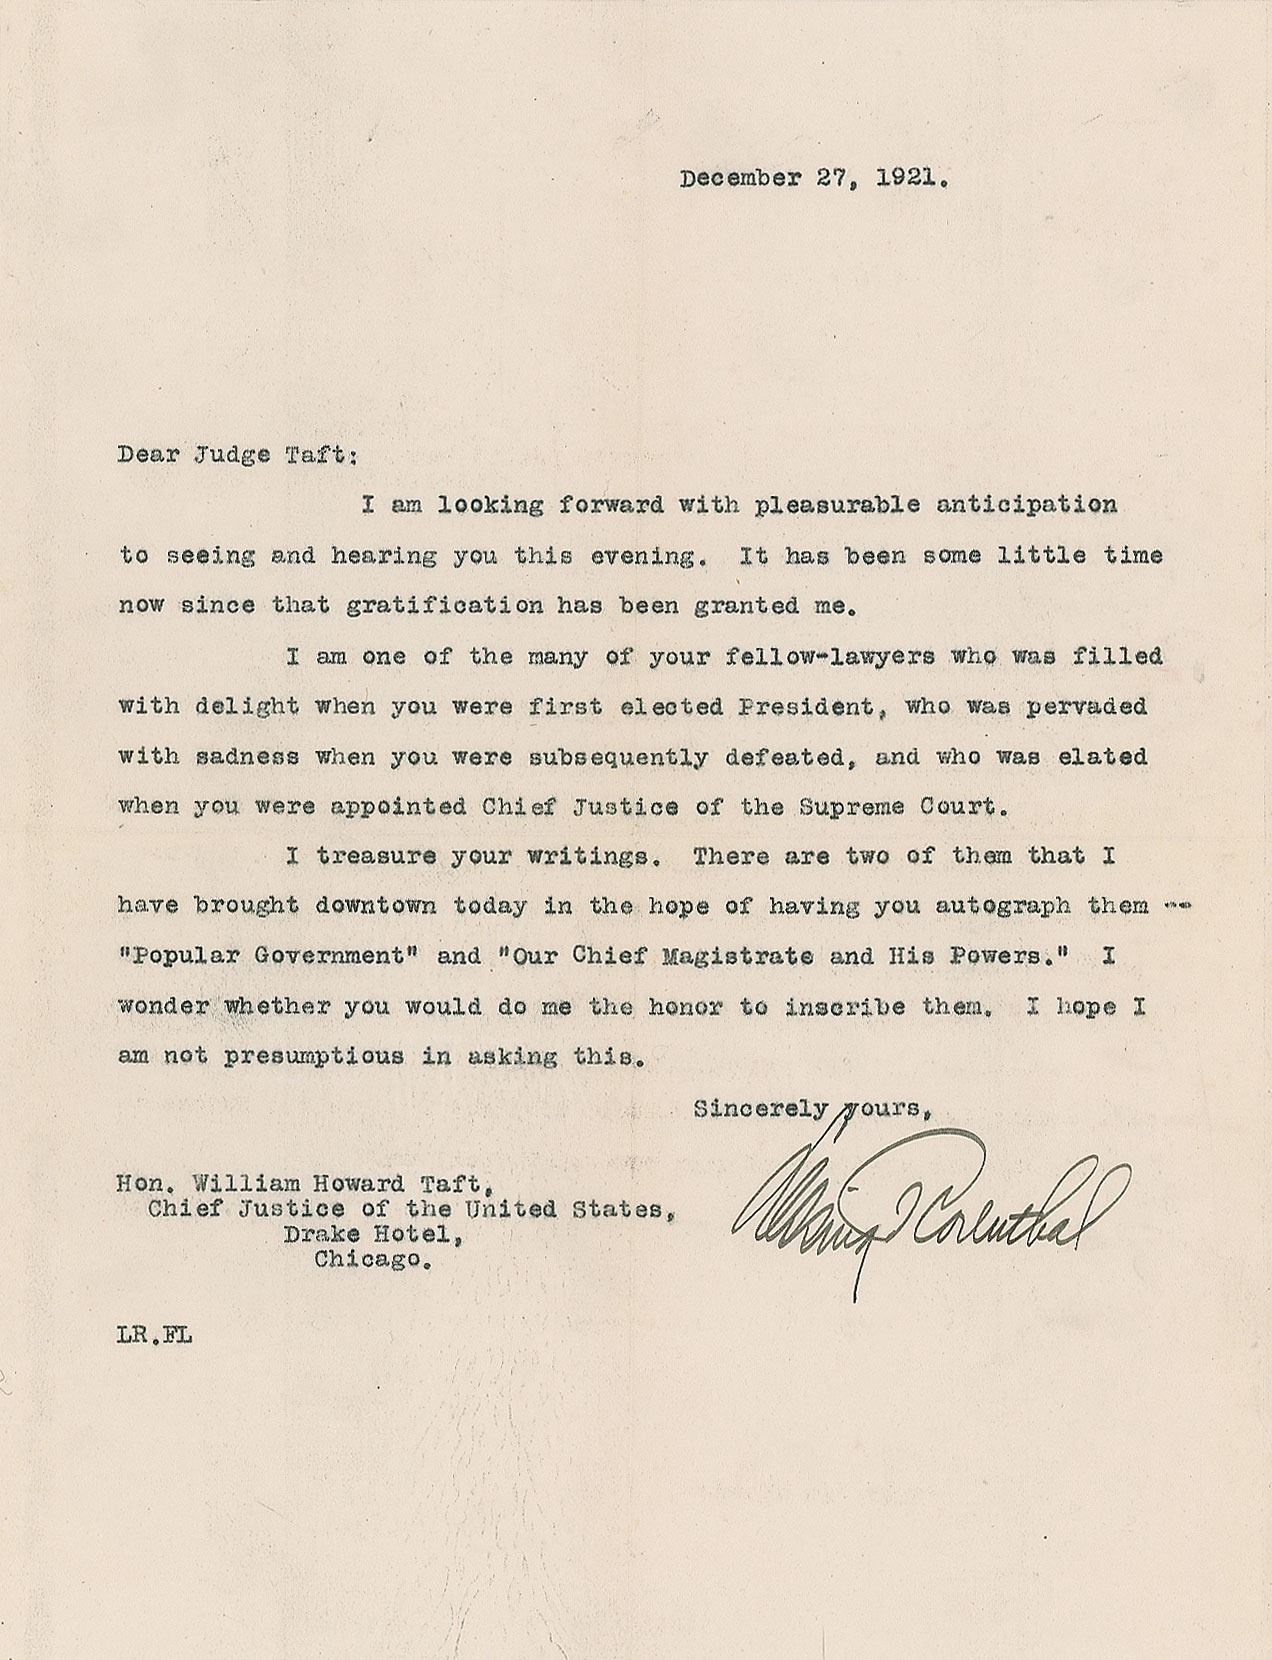 December 27, 1921.
Dear Judge Taft:
I am looking forward with pleasurable anticipation
to seeing and hearing you this evening. It has been some little time
now since that gratification has been granted me.
I am one of the many of your fellow-lawyers who was filled
with delight when you were first elected President, who was pervaded
with sadness when you were subsequently defeated, and who was elated
when you were appointed Chief Justice of the Supreme Court.
I treasure your writings. There are two of them that I
have brought downtown today in the hope of having you autograph them --
"Popular Government" and "Our Chief Magistrate and His Powers." I
wonder whether you would do me the honor to inscribe them. I hope I
am not presumptious in asking this.
Sincerely yours,
Lessing Rosenthal
Hon. William Howard Taft,
Chief Justice of the United States,
Drake Hotel,
Chicago.
LR.FL